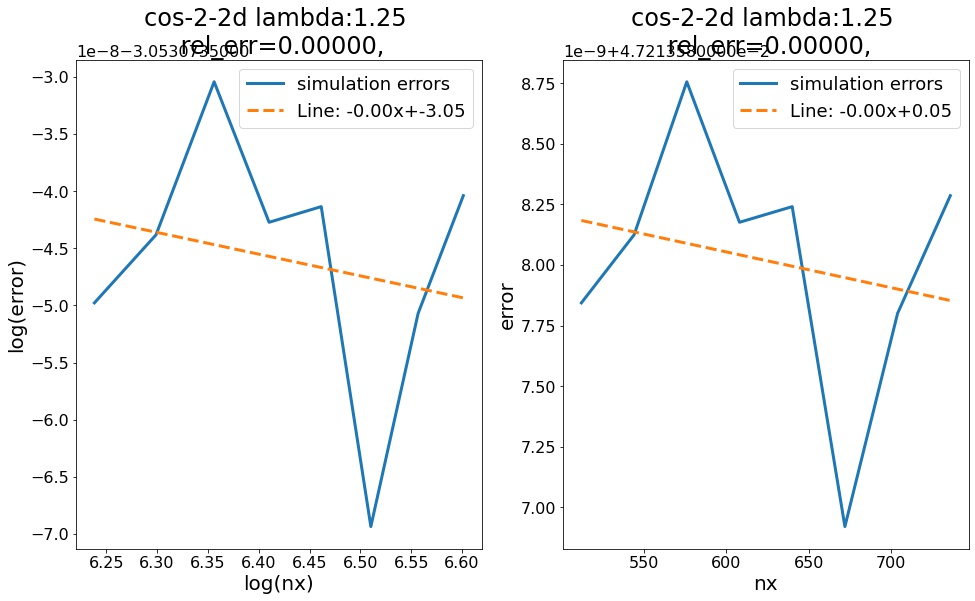 cos-2-2d lambda:1.25
rel_err=0.00000,
1e−8−3.0530735000
simulation errors
Line: -0.00x+-3.05
−3.0
−3.5
−4.0
−4.5
−5.0
−5.5
−6.0
−6.5
−7.0
log(error)
6.25 6.30 6.35 6.40 6.45 6.50 6.55 6.60
log(nx)
cos-2-2d lambda:1.25
rel_err=0.00000,
1e−9+4.7213580000e−2
simulation errors
Line: -0.00x+0.05
8.75
8.50
8.25
8.00
7.75
7.50
7.25
7.00
error
550 600 650 700
nx